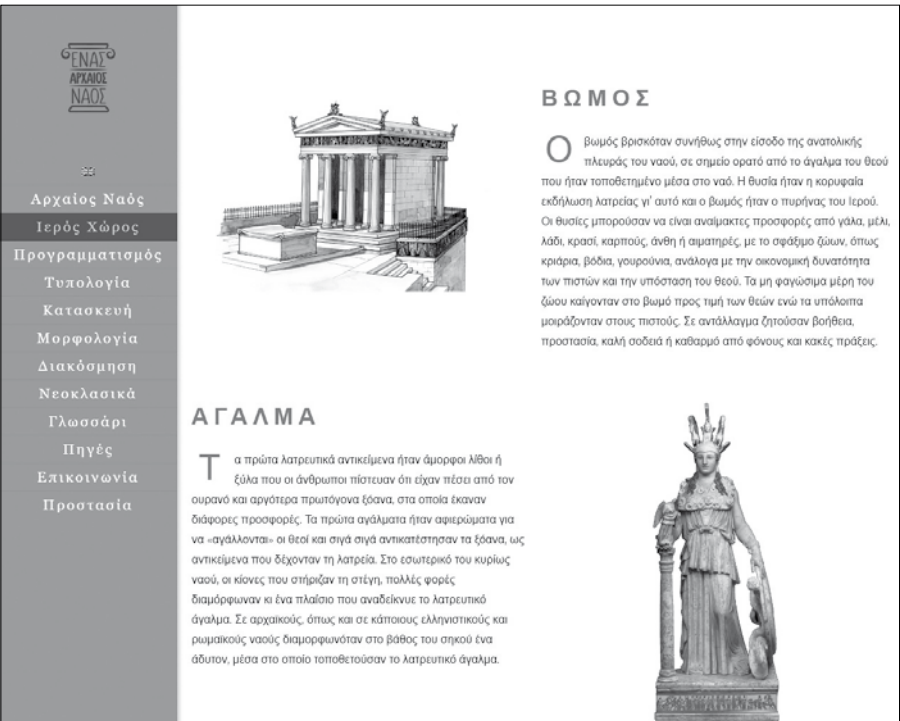 ΕΝΑΣ
ΑΡΧΑΙΟΣ
ΝΑΟΣ
Αρχαίος Ναός
Ιερός Χώρος
Προγραμματισμός
Τυπολογία
Κατασκευή
Μορφολογία
Διακόσμηση
Νεοκλασικά
Γλωσσάρι
Πηγές
Επικοινωνία
Προστασία
ΒΩΜΟΣ
Ο βωμός βρισκόταν συνήθως στην είσοδο της ανατολικής
πλευράς του ναού, σε σημείο ορατό από το άγαλμα του θεού
που ήταν τοποθετημένο μέσα στο ναό. Η θυσία ήταν η κορυφαία
εκδήλωση λατρείας γι' αυτό και ο βωμός ήταν ο πυρήνας του Ιερού.
Οι θυσίες μπορούσαν να είναι αναίμακτες προσφορές από γάλα, μέλι,
λάδι, κρασί, καρπούς, άνθη ή αιματηρές, με το σφάξιμο ζώων, όπως
κριάρια, βόδια, γουρούνια, ανάλογα με την οικονομική δυνατότητα
των πιστών και την υπόσταση του θεού. Τα μη φαγώσιμα μέρη του
ζώου καίγονταν στο βωμό προς τιμή των θεών ενώ τα υπόλοιπα
μοιράζονταν στους πιστούς. Σε αντάλλαγμα ζητούσαν βοήθεια,
προστασία, καλή σοδειά ή καθαρμό από φόνους και κακές πράξεις.
ΑΓΑΛΜΑ
Τα πρώτα λατρευτικά αντικείμενα ήταν άμορφοι λίθοι ή
ξύλα που οι άνθρωποι πίστευαν ότι είχαν πέσει από τον
ουρανό και αργότερα πρωτόγονα ξόανα, στα οποία έκαναν
διάφορες προσφορές. Τα πρώτα αγάλματα ήταν αφιερώματα για
να «αγάλλονται» οι θεοί και σιγά σιγά αντικατέστησαν τα ξόανα, ως
αντικείμενα που δέχονταν τη λατρεία. Στο εσωτερικό του κυρίως
ναού, οι κίονες που στήριζαν τη στέγη, πολλές φορές
διαμόρφωναν κι ένα πλαίσιο που αναδείκνυε το λατρευτικό
άγαλμα. Σε αρχαϊκούς, όπως και σε κάποιους ελληνιστικούς και
ρωμαϊκούς ναούς διαμορφωνόταν στο βάθος του σηκού ένα
άδυτον, μέσα στο οποίο τοποθετούσαν το λατρευτικό άγαλμα.